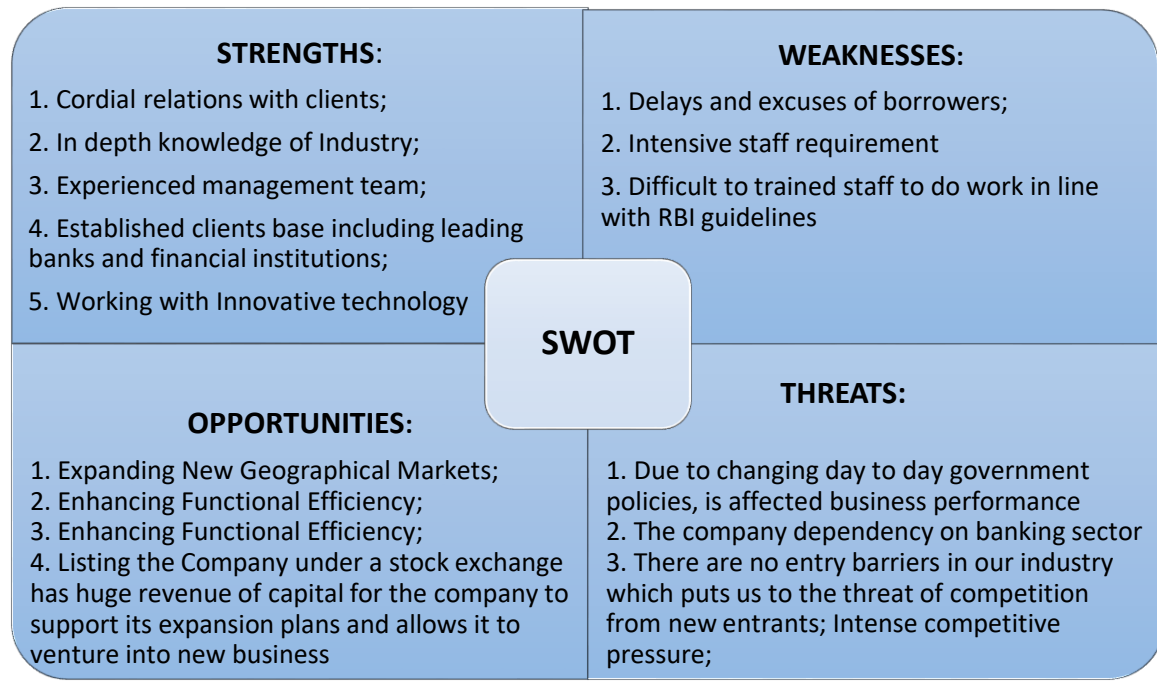 STRENGTHS:
1. Cordial relations with clients;
2. In depth knowledge of Industry;
3. Experienced management team;
4. Established clients base including leading
banks and financial institutions;
5. Working with Innovative technology
WEAKNESSES:
1. Delays and excuses of borrowers;
2. Intensive staff requirement
3. Difficult to trained staff to do work in line
with RBI guidelines
SWOT
OPPORTUNITIES:
1. Expanding New Geographical Markets;
2. Enhancing Functional Efficiency;
3. Enhancing Functional Efficiency;
4. Listing the Company under a stock exchange
has huge revenue of capital for the company to
support its expansion plans and allows it to
venture into new business
THREATS:
1. Due to changing day to day government
policies, is affected business performance
2. The company dependency on banking sector
3. There are no entry barriers in our industry
which puts us to the threat of competition
from new entrants; Intense competitive
pressure;